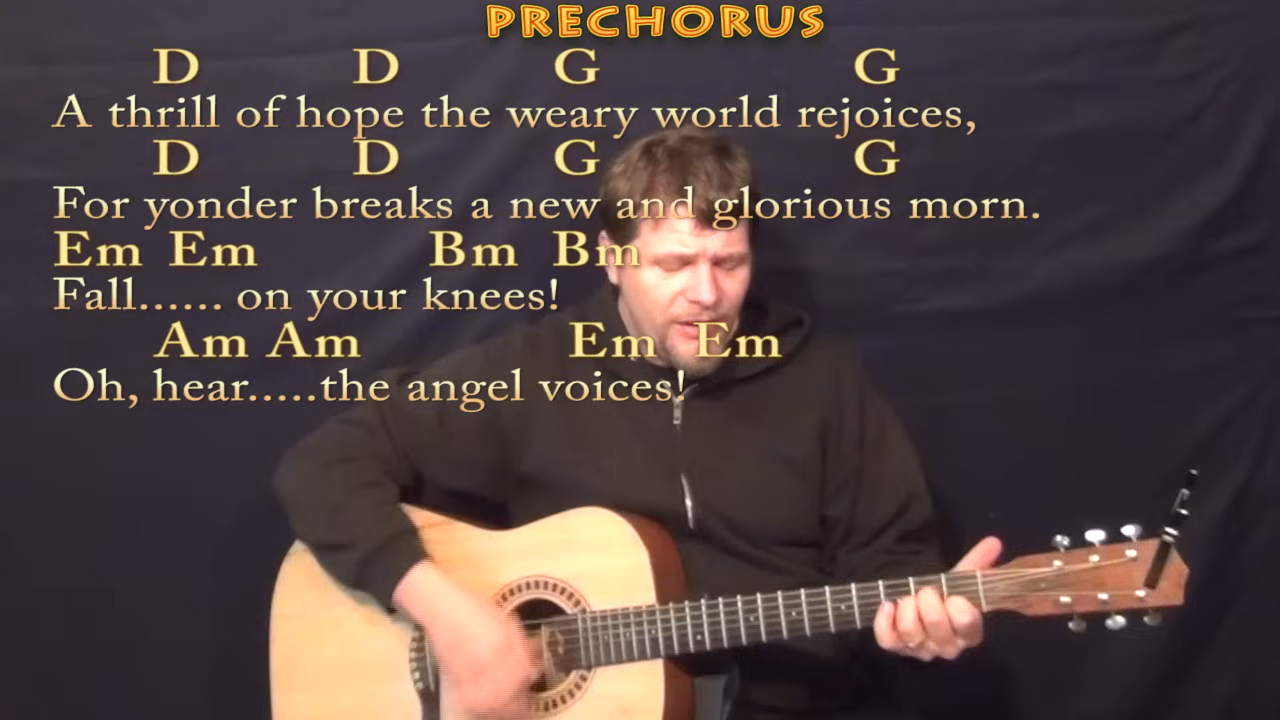 PRECHORUS
D D G G
A thrill of hope the weary world rejoices,
D D G G
For yonder breaks a new and glorious morn.
Em Em Bm Bm
Fall...... on your knees!
Am Am Em Em
Oh, hear.....the angel voices!